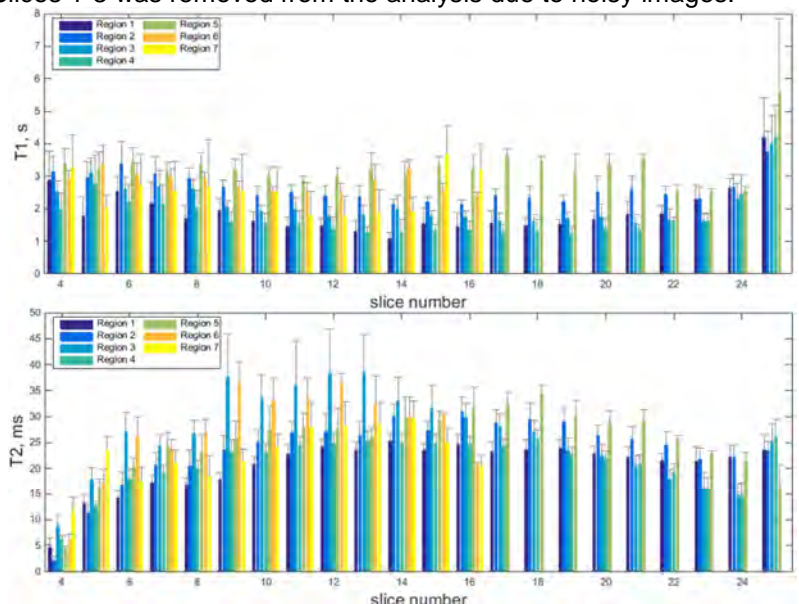 slices 1-3 was removed from the analysis due to noisy images.
8
7
6
5
4
3
2
1
0
T1, s
Region 1
Region 2
Region 3
Region 4
Region 5
Region 6
Region 7
4 6 8 10 12 14 16 18 20 22 24
slice number
50
45
40
35
30
25
20
15
10
5
0
T2, ms
Region 1
Region 2
Region 3
Region 4
Region 5
Region 6
Region 7
4 6 8 10 12 14 16 18 20 22 24
slice number